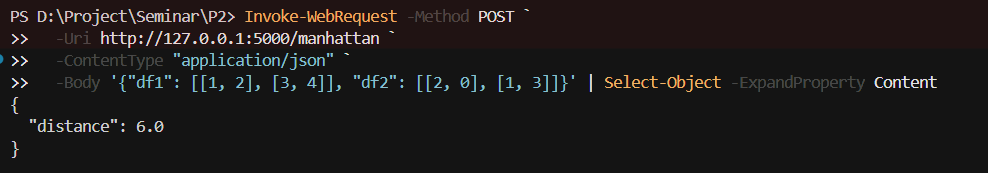 PS D:\Project\Seminar\P2> Invoke-WebRequest -Method POST `
>>   -Uri http://127.0.0.1:5000/manhattan `
>>   -ContentType "application/json" `
>>   -Body '{"df1": [[1, 2], [3, 4]], "df2": [[2, 0], [1, 3]]}' | Select-Object -ExpandProperty Content
{
  "distance": 6.0
}